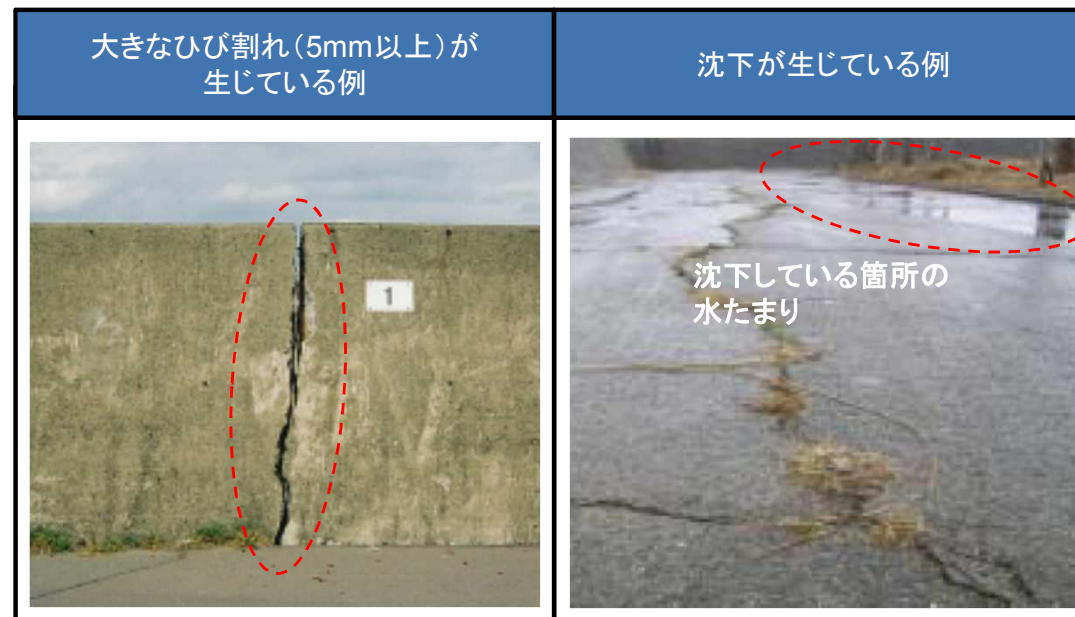 大きなひび割れ（5mm以上）が
生じている例
沈下が生じている例
1
沈下している箇所の
水たまり